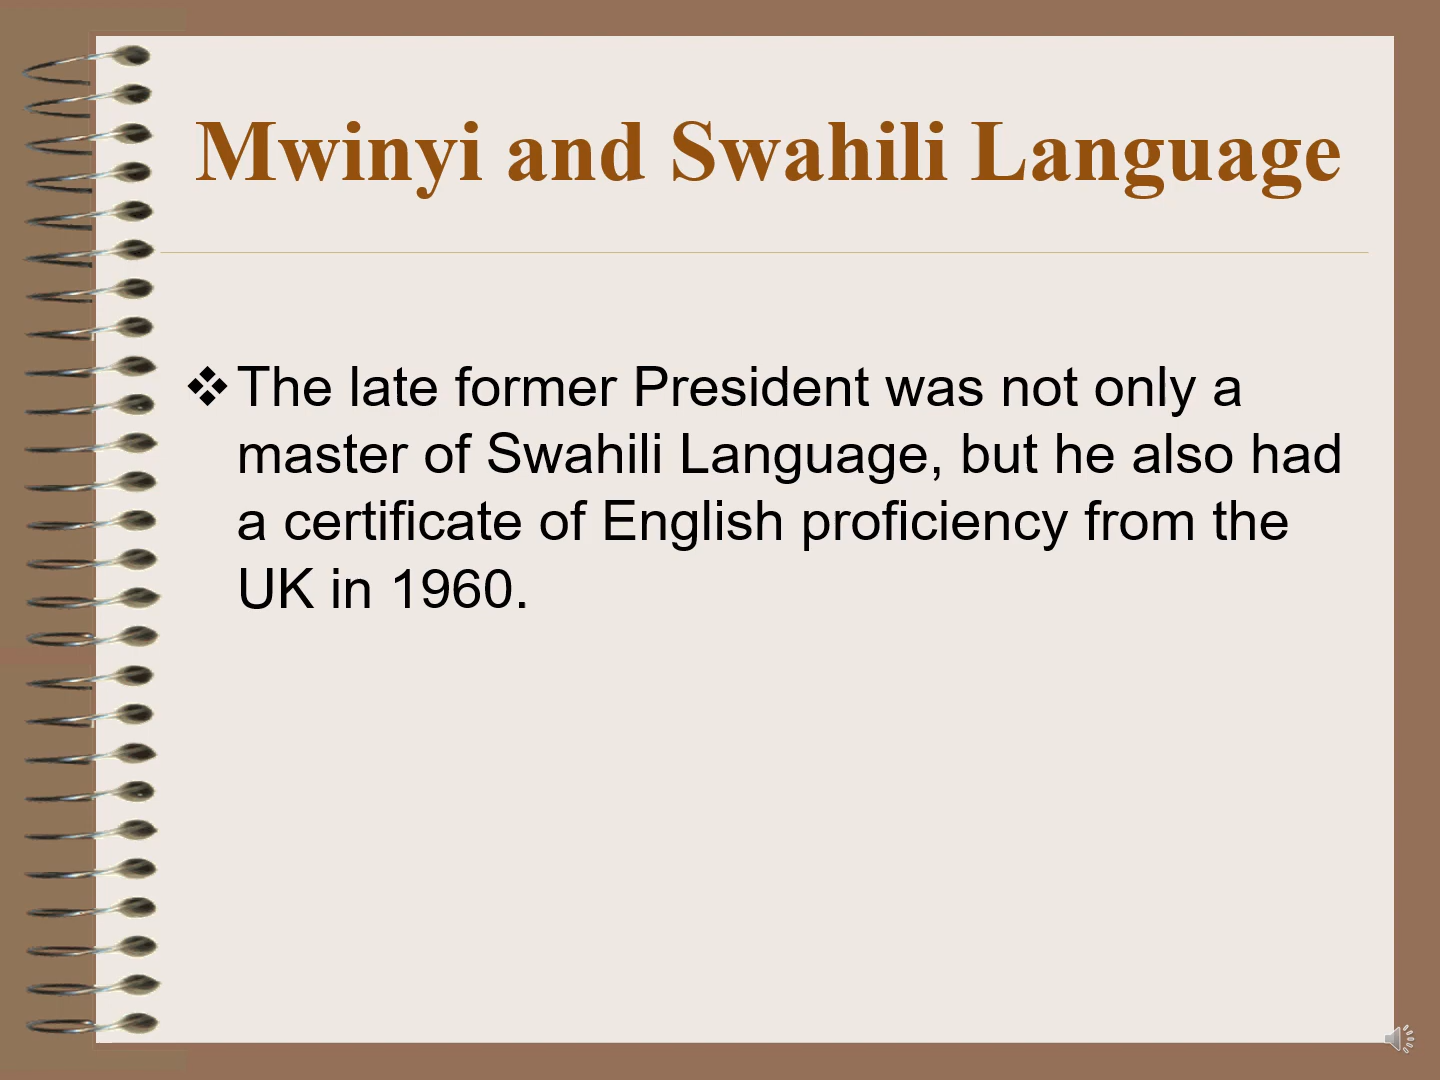 Mwinyi and Swahili Language
❖ The late former President was not only a
master of Swahili Language, but he also had
a certificate of English proficiency from the
UK in 1960.